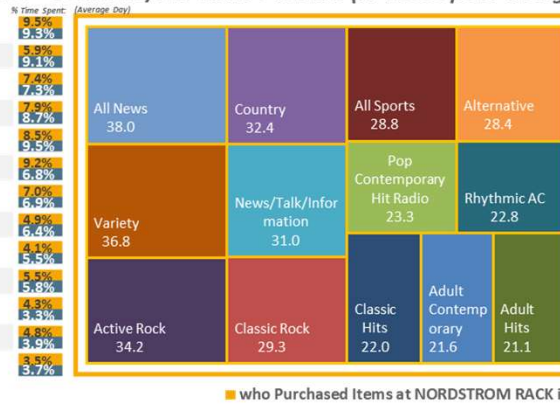 % Time Spent: (Average Day)
9.5%
9.3%
5.9%
9.1%
7.4%
7.3%
7.9%
8.7%
8.5%
9.5%
9.2%
6.8%
7.0%
6.9%
4.9%
6.4%
4.1%
5.5%
5.5%
5.8%
4.3%
3.3%
4.8%
3.9%
3.5%
3.7%
All News
38.0
Country
32.4
All Sports
28.8
Alternative
28.4
Variety
36.8
News/Talk/Infor
mation
31.0
Pop
Contemporary
Hit Radio
23.3
Rhythmic AC
22.8
Active Rock
34.2
Classic Rock
29.3
Classic
Hits
22.0
Adult
Contemp
orary
21.6
Adult
Hits
21.1
who Purchased Items at NORDSTROM RACK i